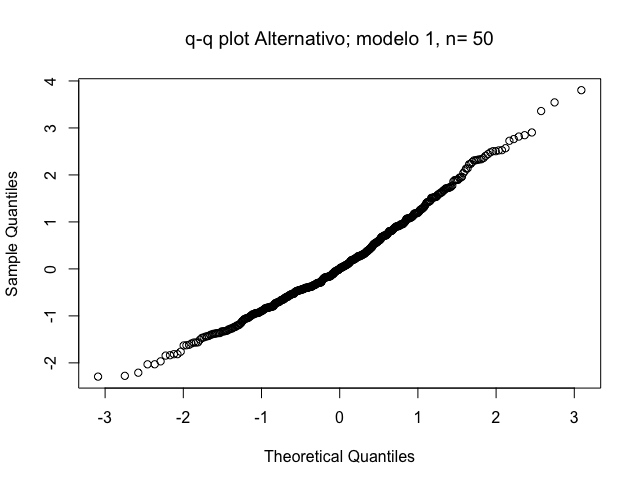 q-q plot Alternativo; modelo 1, n= 50
Sample Quantiles
4
3
2
1
0
-1
-2
-3 -2 -1 0 1 2 3
Theoretical Quantiles